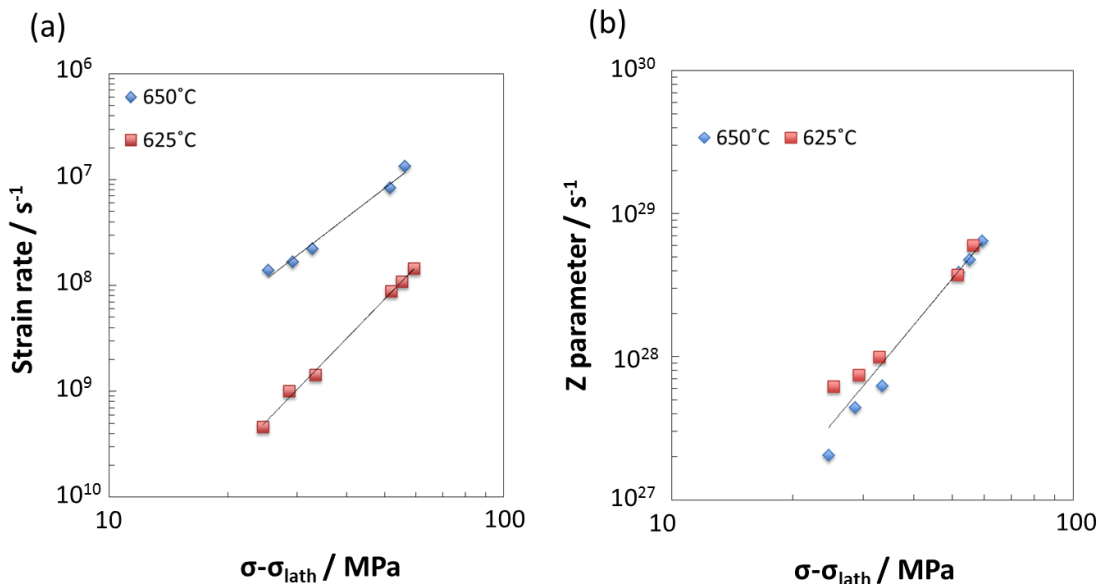 (a)
10⁶
650˚C
625˚C
10⁷
10⁸
10⁹
10¹⁰
10
100
Strain rate / s⁻¹
σ-σlath / MPa
(b)
10³⁰
650˚C 625˚C
10²⁹
10²⁸
10²⁷
10
100
Z parameter / s⁻¹
σ-σlath / MPa